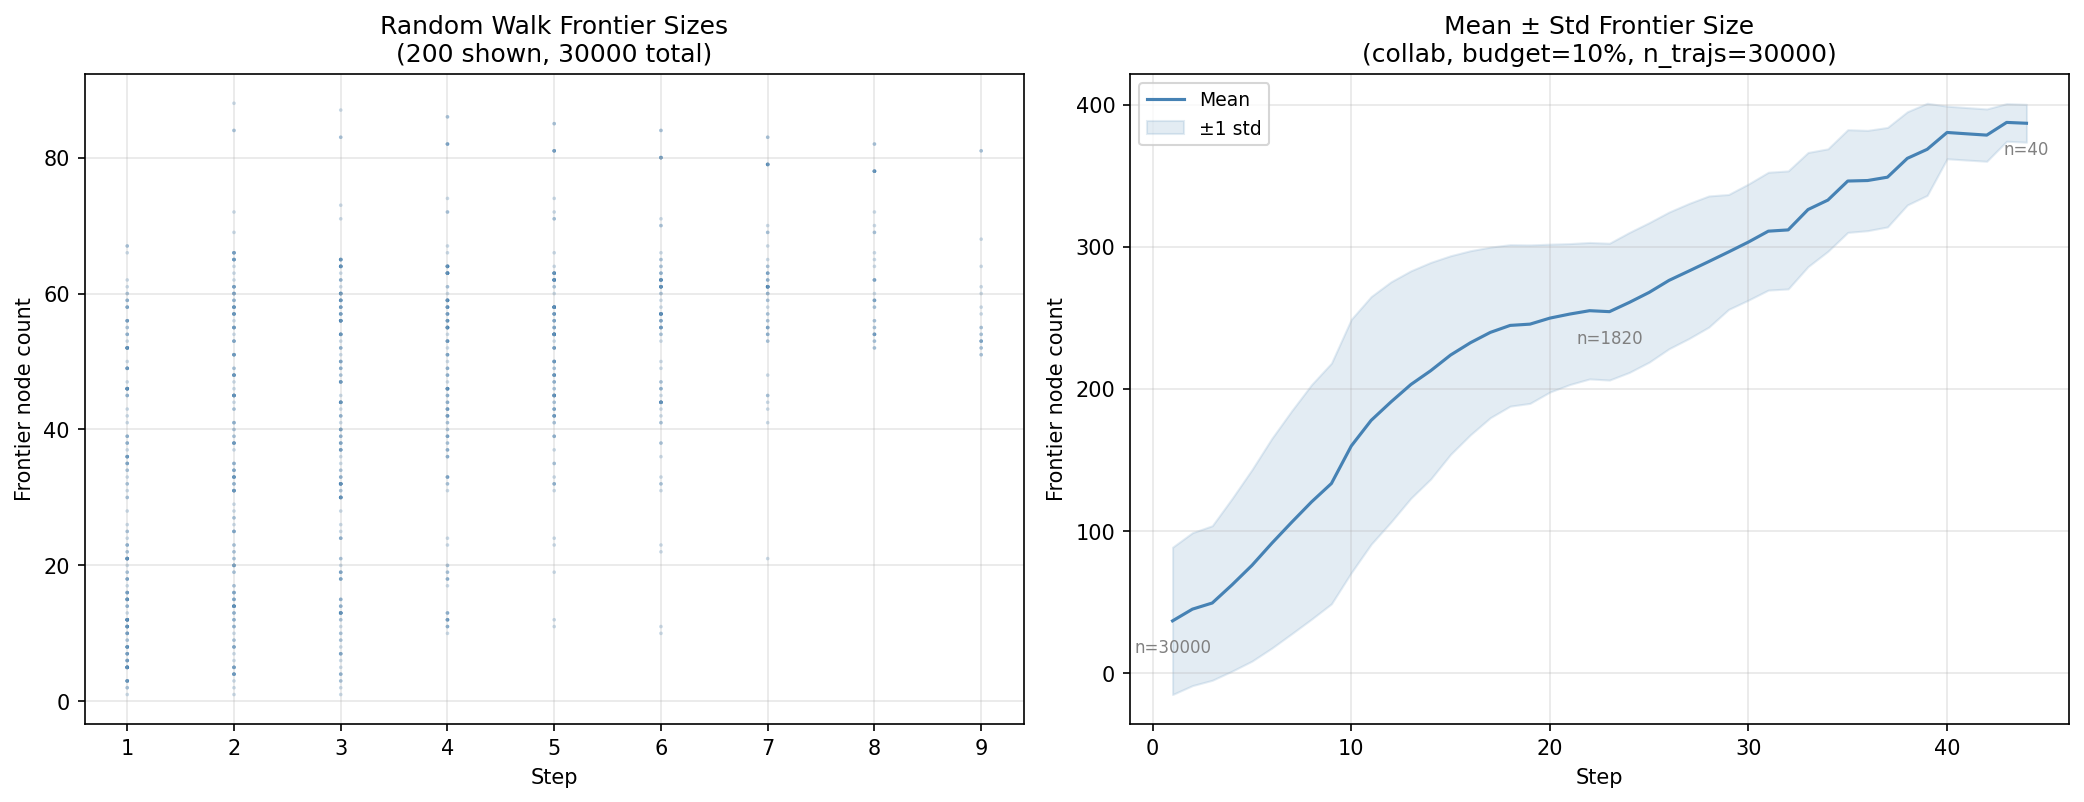 Random Walk Frontier Sizes
(200 shown, 30000 total)
Frontier node count
80
60
40
20
0
1 2 3 4 5 6 7 8 9
Step
Mean ± Std Frontier Size
(collab, budget=10%, n_trajs=30000)
Mean
±1 std
Frontier node count
400
300
200
100
0
n=40
n=1820
n=30000
0 10 20 30 40
Step